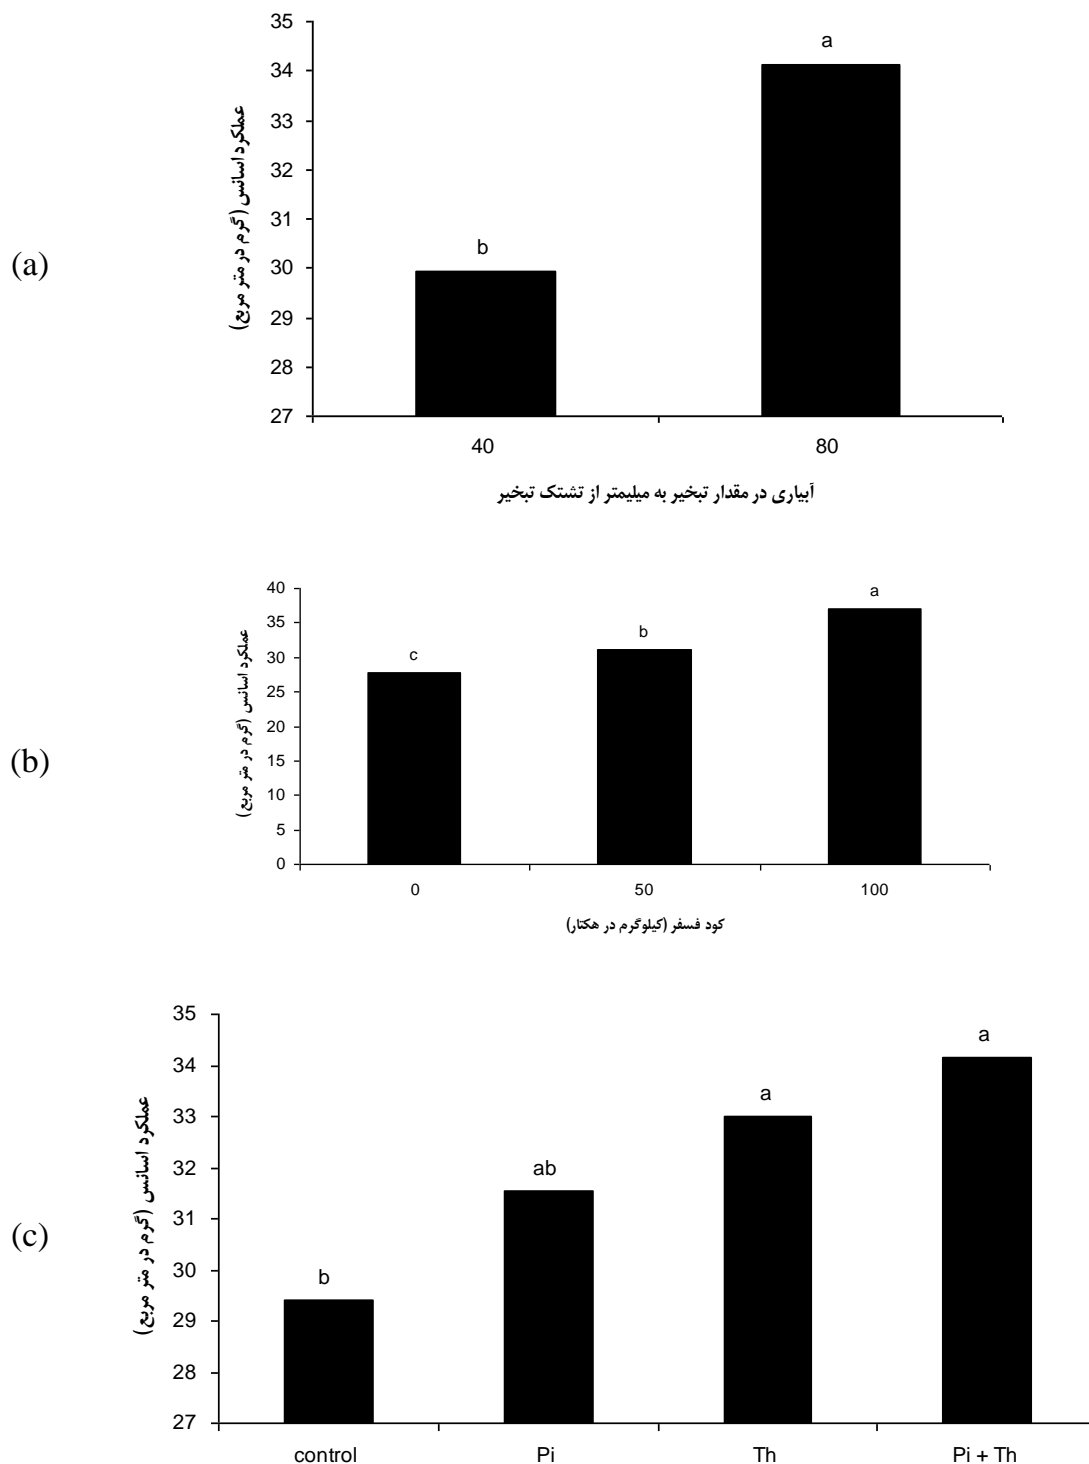 (a)
عملکرد اسانس (گرم در متر مربع)
35
34
33
32
31
30
29
28
27
b
a
40
80
آبیاری در مقدار تبخیر به میلیمتر از تشتک تبخیر
(b)
عملکرد اسانس (گرم در متر مربع)
40
35
30
25
20
15
10
5
0
c
b
a
0
50
100
کود فسفر (کیلوگرم در هکتار)
(c)
عملکرد اسانس (گرم در متر مربع)
35
34
33
32
31
30
29
28
27
b
ab
a
a
control
Pi
Th
Pi + Th